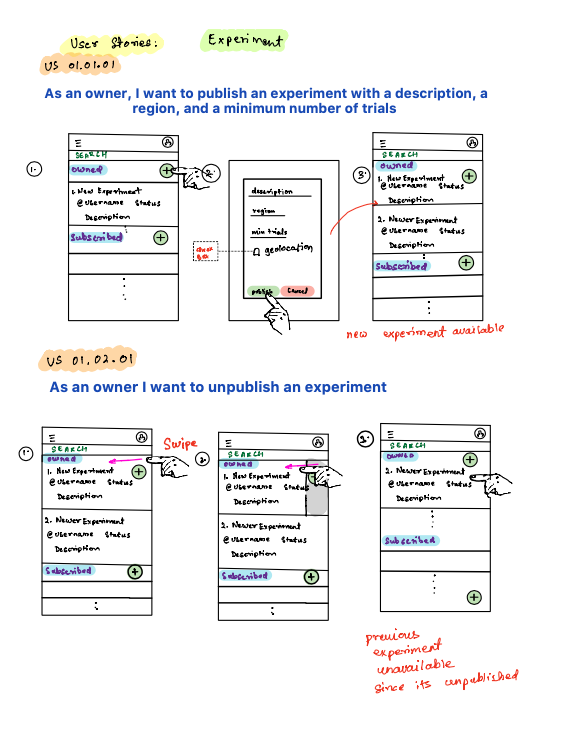 User Stories: Experiment
US 01.01.01
As an owner, I want to publish an experiment with a description, a
region, and a minimum number of trials
1.
SEARCH
Owned +
1. New Experiment
@Username Status
Description
Subscribed +
2.
description
region
min trials
geolocation
publish Cancel
3.
SEARCH
Owned
1. New Experiment +
@Username Status
Description
2. Newer Experiment
@Username Status
Description
Subscribed +
new experiment available
US 01.02.01
As an owner I want to unpublish an experiment
1.
SEARCH
Owned
Swipe
1. New Experiment +
@Username Status
Description
2. Newer Experiment
@Username Status
Description
Subscribed +
2.
SEARCH
Owned
1. New Experiment
@Username Status
Description
2. Newer Experiment
@Username Status
Description
Subscribed +
3.
SEARCH
Owned +
2. Newer Experiment
@Username Status
Description
Subscribed
+
previous
experiment
unavailable
since its unpublished